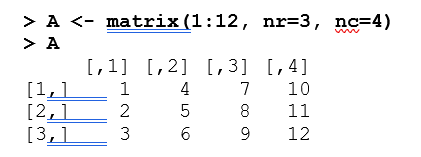 > A <- matrix(1:12, nr=3, nc=4)
> A
     [,1] [,2] [,3] [,4]
[1,]    1    4    7   10
[2,]    2    5    8   11
[3,]    3    6    9   12